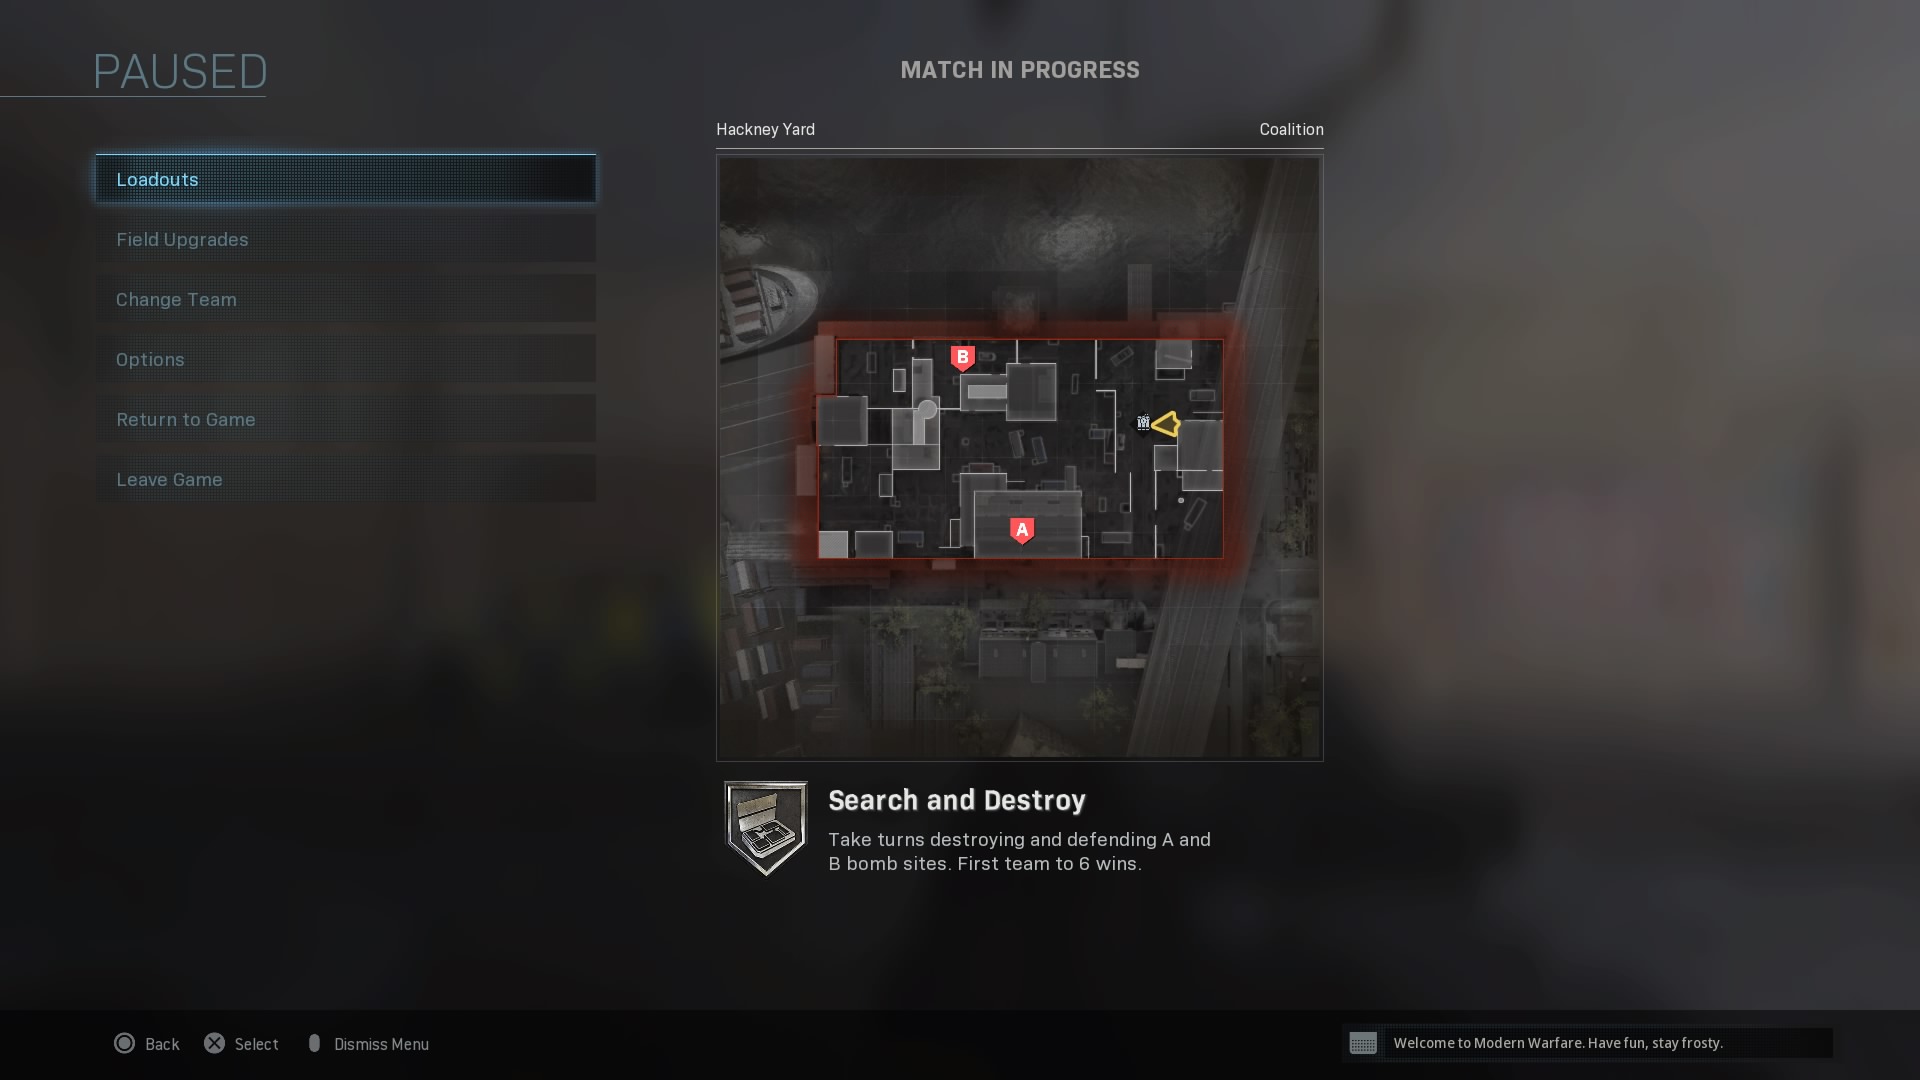 PAUSED
MATCH IN PROGRESS
Hackney Yard
Coalition
Loadouts
Field Upgrades
Change Team
Options
Return to Game
Leave Game
B
A
Search and Destroy
Take turns destroying and defending A and
B bomb sites. First team to 6 wins.
Back
Select
Dismiss Menu
Welcome to Modern Warfare. Have fun, stay frosty.